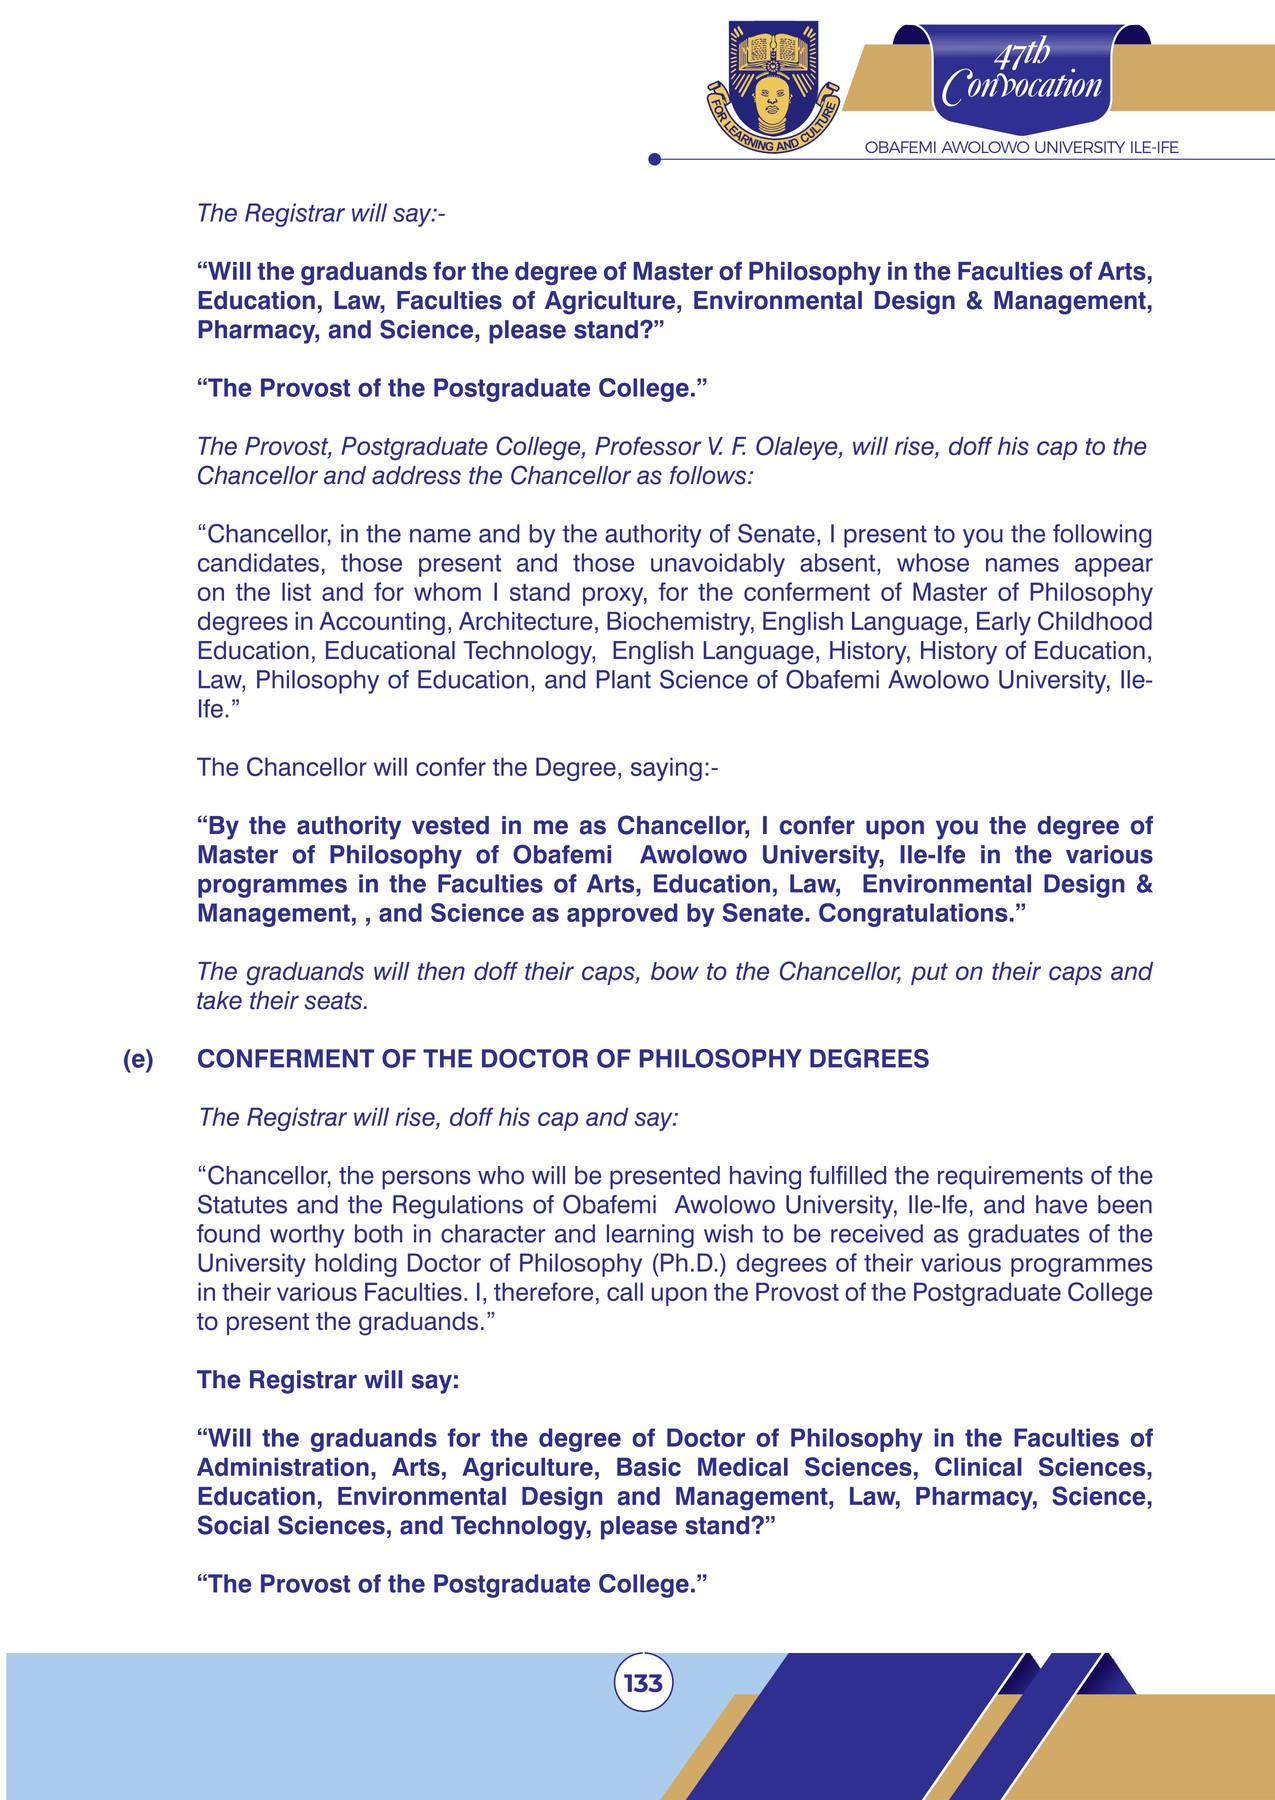 FOR LEARNING AND CULTURE
47th
Convocation
OBAFEMI AWOLOWO UNIVERSITY ILE-IFE
The Registrar will say:-
“Will the graduands for the degree of Master of Philosophy in the Faculties of Arts,
Education, Law, Faculties of Agriculture, Environmental Design & Management,
Pharmacy, and Science, please stand?”
“The Provost of the Postgraduate College.”
The Provost, Postgraduate College, Professor V. F. Olaleye, will rise, doff his cap to the
Chancellor and address the Chancellor as follows:
“Chancellor, in the name and by the authority of Senate, I present to you the following
candidates, those present and those unavoidably absent, whose names appear
on the list and for whom I stand proxy, for the conferment of Master of Philosophy
degrees in Accounting, Architecture, Biochemistry, English Language, Early Childhood
Education, Educational Technology, English Language, History, History of Education,
Law, Philosophy of Education, and Plant Science of Obafemi Awolowo University, Ile-
Ife.”
The Chancellor will confer the Degree, saying:-
“By the authority vested in me as Chancellor, I confer upon you the degree of
Master of Philosophy of Obafemi Awolowo University, Ile-Ife in the various
programmes in the Faculties of Arts, Education, Law, Environmental Design &
Management, , and Science as approved by Senate. Congratulations.”
The graduands will then doff their caps, bow to the Chancellor, put on their caps and
take their seats.
(e) CONFERMENT OF THE DOCTOR OF PHILOSOPHY DEGREES
The Registrar will rise, doff his cap and say:
“Chancellor, the persons who will be presented having fulfilled the requirements of the
Statutes and the Regulations of Obafemi Awolowo University, Ile-Ife, and have been
found worthy both in character and learning wish to be received as graduates of the
University holding Doctor of Philosophy (Ph.D.) degrees of their various programmes
in their various Faculties. I, therefore, call upon the Provost of the Postgraduate College
to present the graduands.”
The Registrar will say:
“Will the graduands for the degree of Doctor of Philosophy in the Faculties of
Administration, Arts, Agriculture, Basic Medical Sciences, Clinical Sciences,
Education, Environmental Design and Management, Law, Pharmacy, Science,
Social Sciences, and Technology, please stand?”
“The Provost of the Postgraduate College.”
133